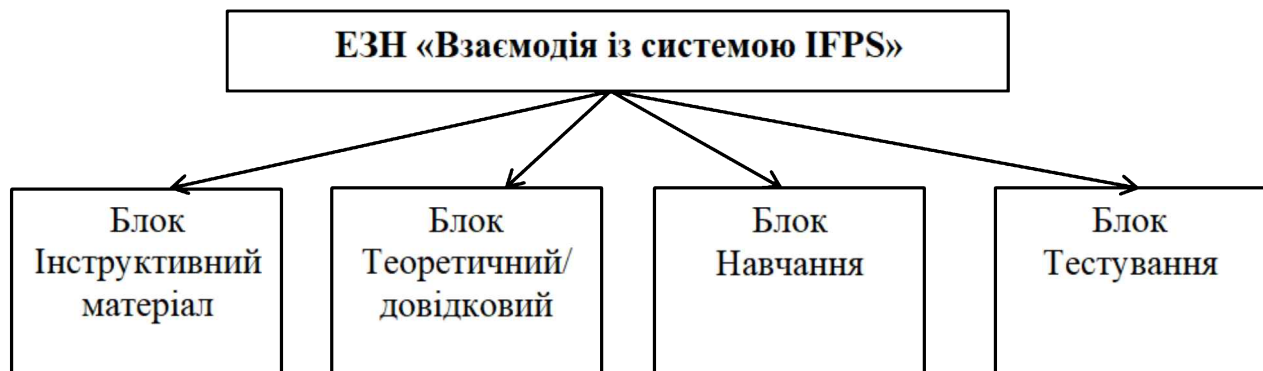 ЕЗН «Взаємодія із системою IFPS»
Блок
Інструктивний
матеріал
Блок
Теоретичний/
довідковий
Блок
Навчання
Блок
Тестування